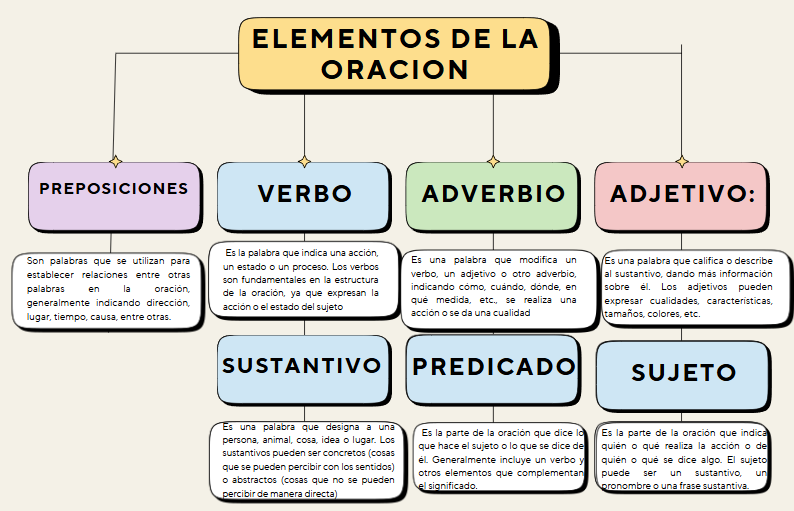 ELEMENTOS DE LA
ORACION
PREPOSICIONES
Son palabras que se utilizan para
establecer relaciones entre otras
palabras en la oración,
generalmente indicando dirección,
lugar, tiempo, causa, entre otras.
VERBO
Es la palabra que indica una acción,
un estado o un proceso. Los verbos
son fundamentales en la estructura
de la oración, ya que expresan la
acción o el estado del sujeto
ADVERBIO
Es una palabra que modifica un
verbo, un adjetivo o otro adverbio,
indicando cómo, cuándo, dónde, en
qué medida, etc., se realiza una
acción o se da una cualidad
ADJETIVO:
Es una palabra que califica o describe
al sustantivo, dando más información
sobre él. Los adjetivos pueden
expresar cualidades, características,
tamaños, colores, etc.
SUSTANTIVO
Es una palabra que designa a una
persona, animal, cosa, idea o lugar. Los
sustantivos pueden ser concretos (cosas
que se pueden percibir con los sentidos)
o abstractos (cosas que no se pueden
percibir de manera directa)
PREDICADO
Es la parte de la oración que dice lo
que hace el sujeto o lo que se dice de
él. Generalmente incluye un verbo y
otros elementos que complementan
el significado.
SUJETO
Es la parte de la oración que indica
quién o qué realiza la acción o de
quién o qué se dice algo. El sujeto
puede ser un sustantivo, un
pronombre o una frase sustantiva.